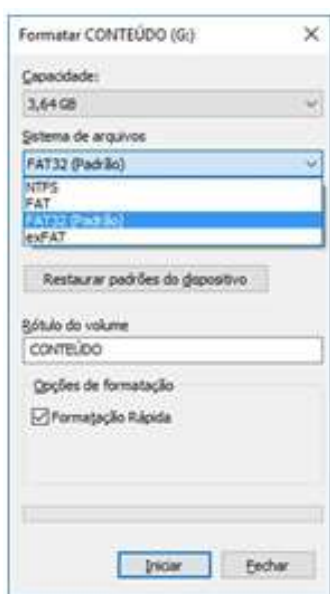 Formatar CONTEÚDO (G:)
Capacidade:
3,64 GB
Sistema de arquivos
FAT32 (Padrão)
NTFS
FAT
FAT32 (Padrão)
exFAT
Restaurar padrões do dispositivo
Rótulo do volume
CONTEÚDO
Opções de formatação
Formatação Rápida
Iniciar Fechar